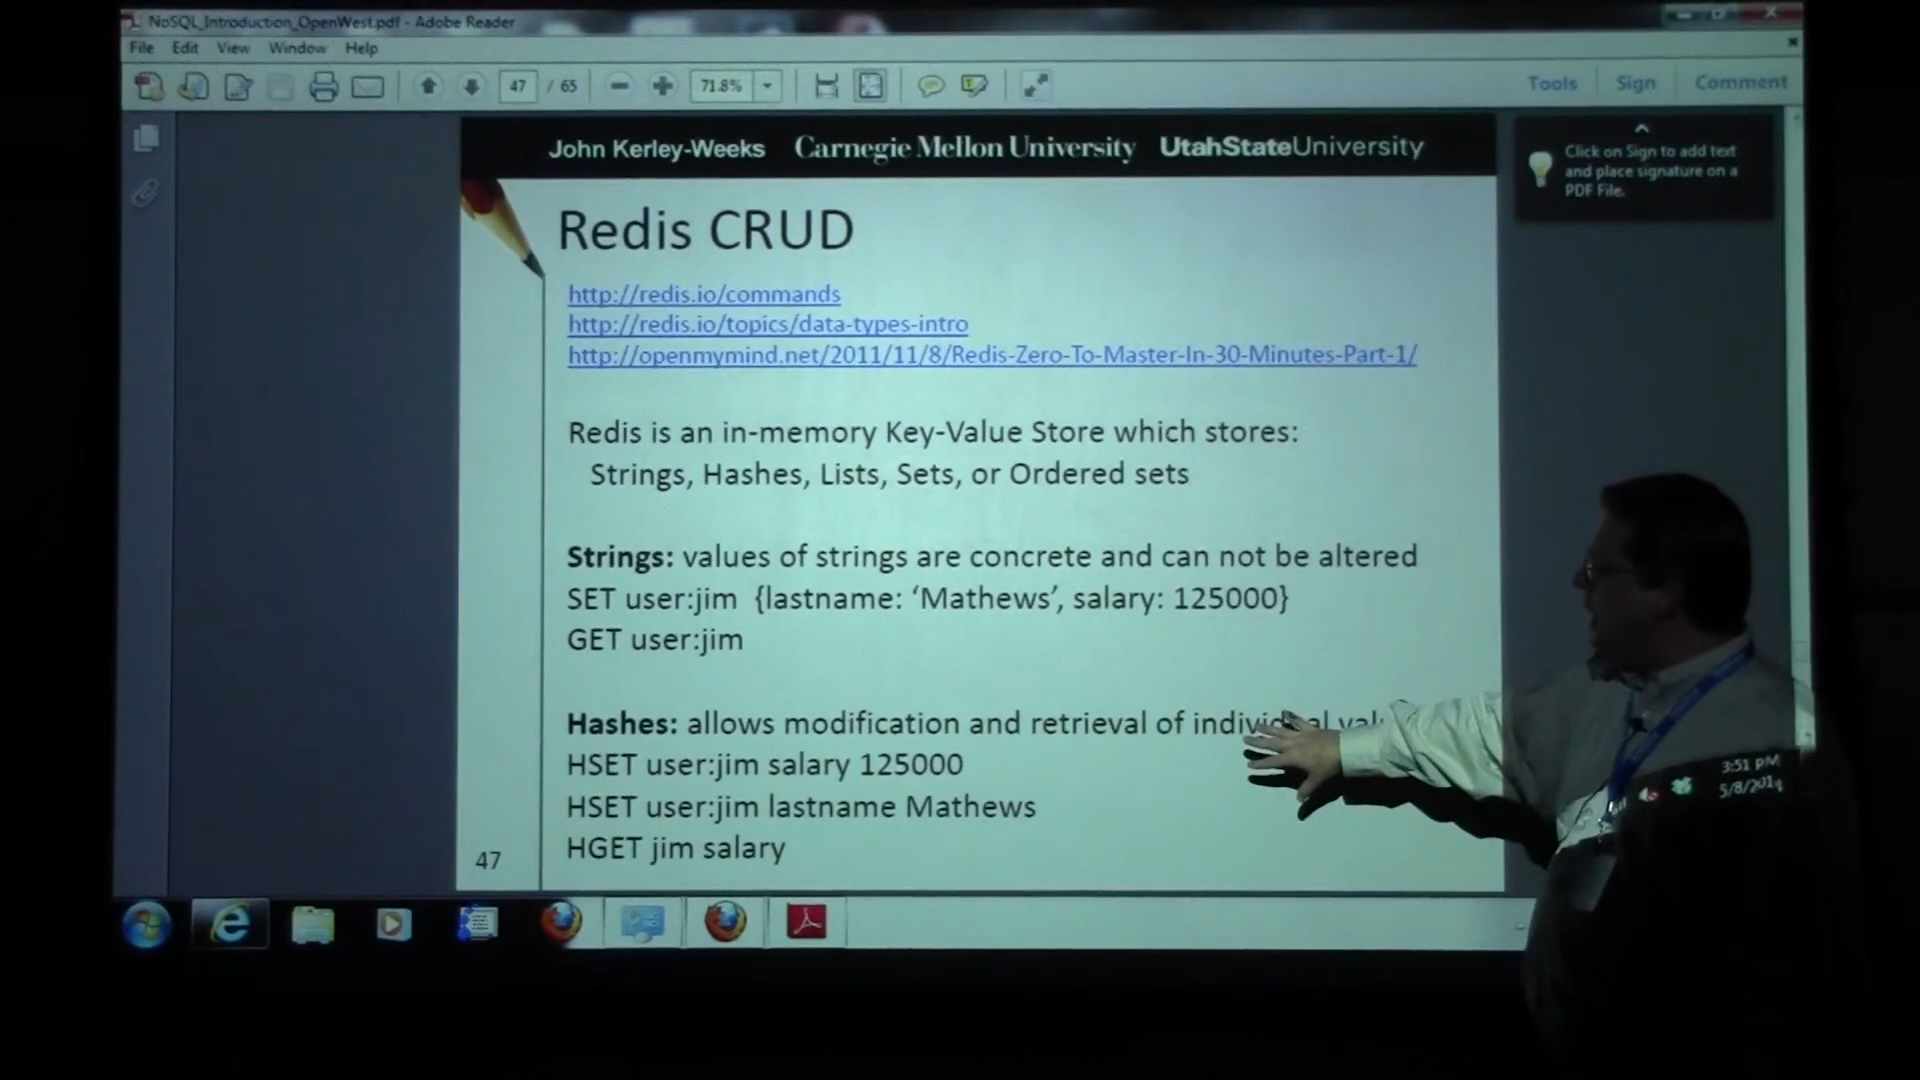 NoSQL_Introduction_OpenWest.pdf - Adobe Reader
File Edit View Window Help
47 / 65 71.8% Tools Sign Comment
John Kerley-Weeks Carnegie Mellon University UtahStateUniversity
Click on Sign to add text
and place signature on a
PDF File.
Redis CRUD
http://redis.io/commands
http://redis.io/topics/data-types-intro
http://openmymind.net/2011/11/8/Redis-Zero-To-Master-In-30-Minutes-Part-1/
Redis is an in-memory Key-Value Store which stores:
Strings, Hashes, Lists, Sets, or Ordered sets
Strings: values of strings are concrete and can not be altered
SET user:jim {lastname: ‘Mathews’, salary: 125000}
GET user:jim
Hashes: allows modification and retrieval of individual
HSET user:jim salary 125000
HSET user:jim lastname Mathews
HGET jim salary
47
3:51 PM
5/8/2014